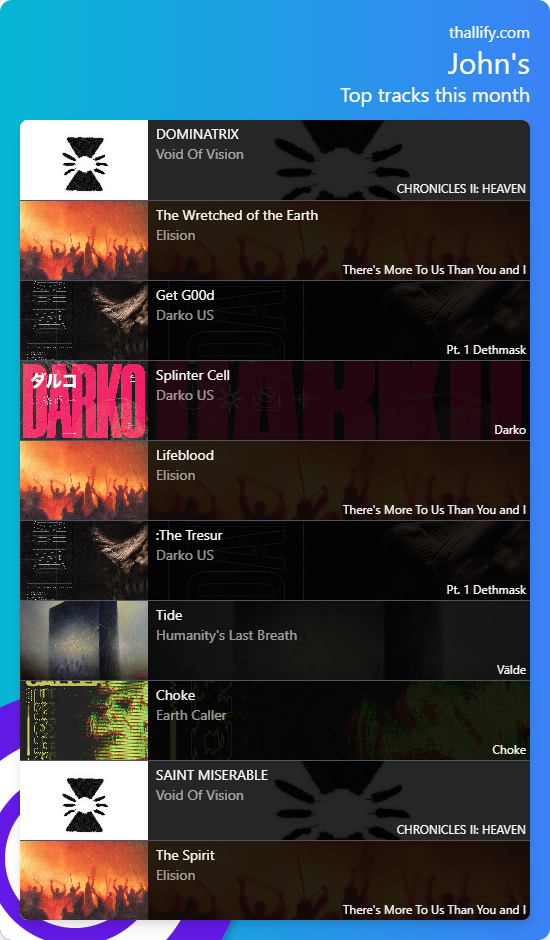 thallify.com
John's
Top tracks this month
DOMINATRIX
Void Of Vision
CHRONICLES II: HEAVEN
The Wretched of the Earth
Elision
There's More To Us Than You and I
Get G00d
Darko US
Pt. 1 Dethmask
ダルコ
DARKO
Splinter Cell
Darko US
Darko
Lifeblood
Elision
There's More To Us Than You and I
:The Tresur
Darko US
Pt. 1 Dethmask
Tide
Humanity's Last Breath
Välde
Choke
Earth Caller
Choke
SAINT MISERABLE
Void Of Vision
CHRONICLES II: HEAVEN
The Spirit
Elision
There's More To Us Than You and I